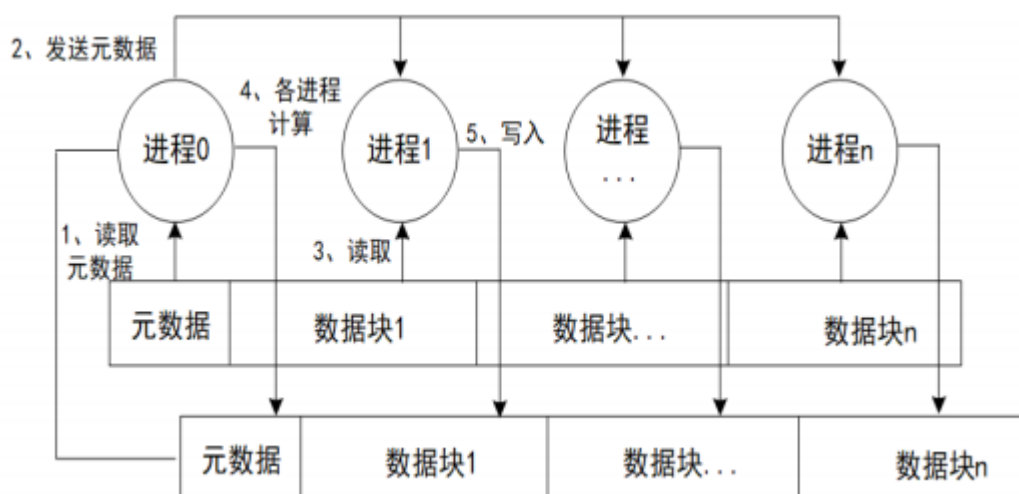 2、发送元数据
进程0
4、各进程
计算
进程1
5、写入
进程
...
进程n
1、读取
元数据
3、读取
元数据
数据块1
数据块...
数据块n
元数据
数据块1
数据块...
数据块n